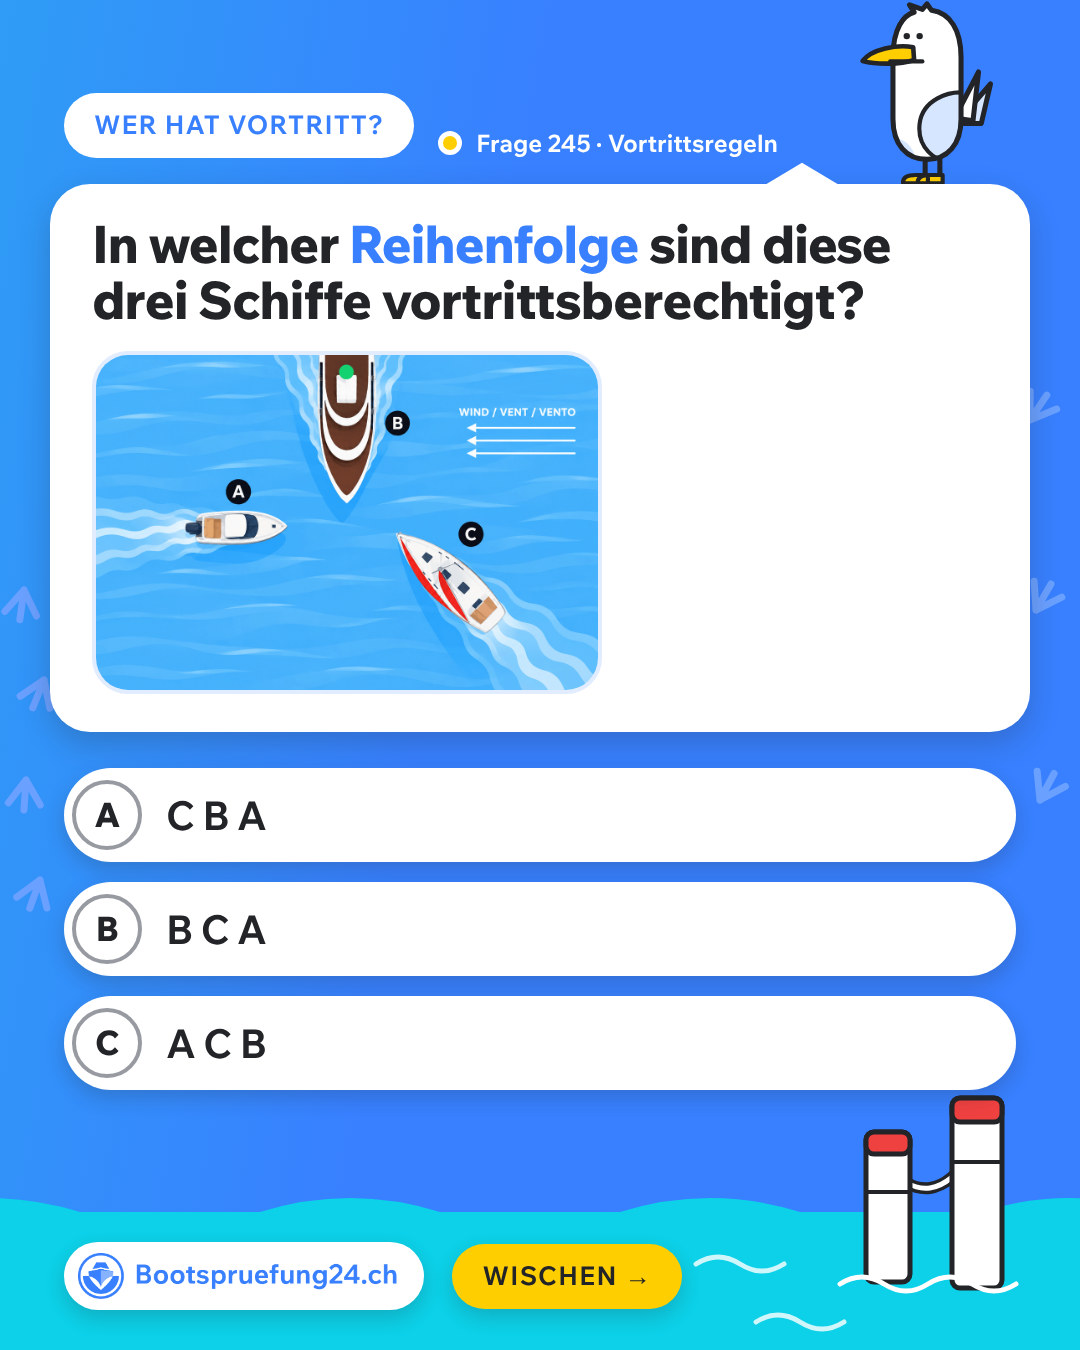 WER HAT VORTRITT?
Frage 245 · Vortrittsregeln
In welcher Reihenfolge sind diese
drei Schiffe vortrittsberechtigt?
WIND / VENT / VENTO
B
A
C
A C B A
B B C A
C A C B
Bootspruefung24.ch
WISCHEN →